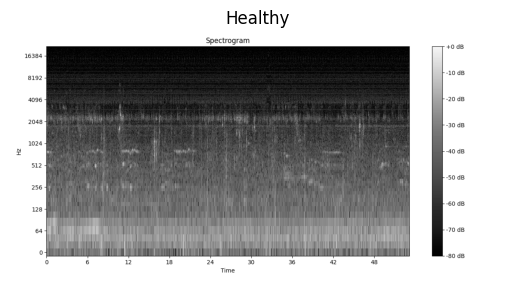 Healthy
Spectrogram
16384
8192
4096
2048
1024
512
256
128
64
0
Hz
0 6 12 18 24 30 36 42 48
Time
+0 dB
-10 dB
-20 dB
-30 dB
-40 dB
-50 dB
-60 dB
-70 dB
-80 dB